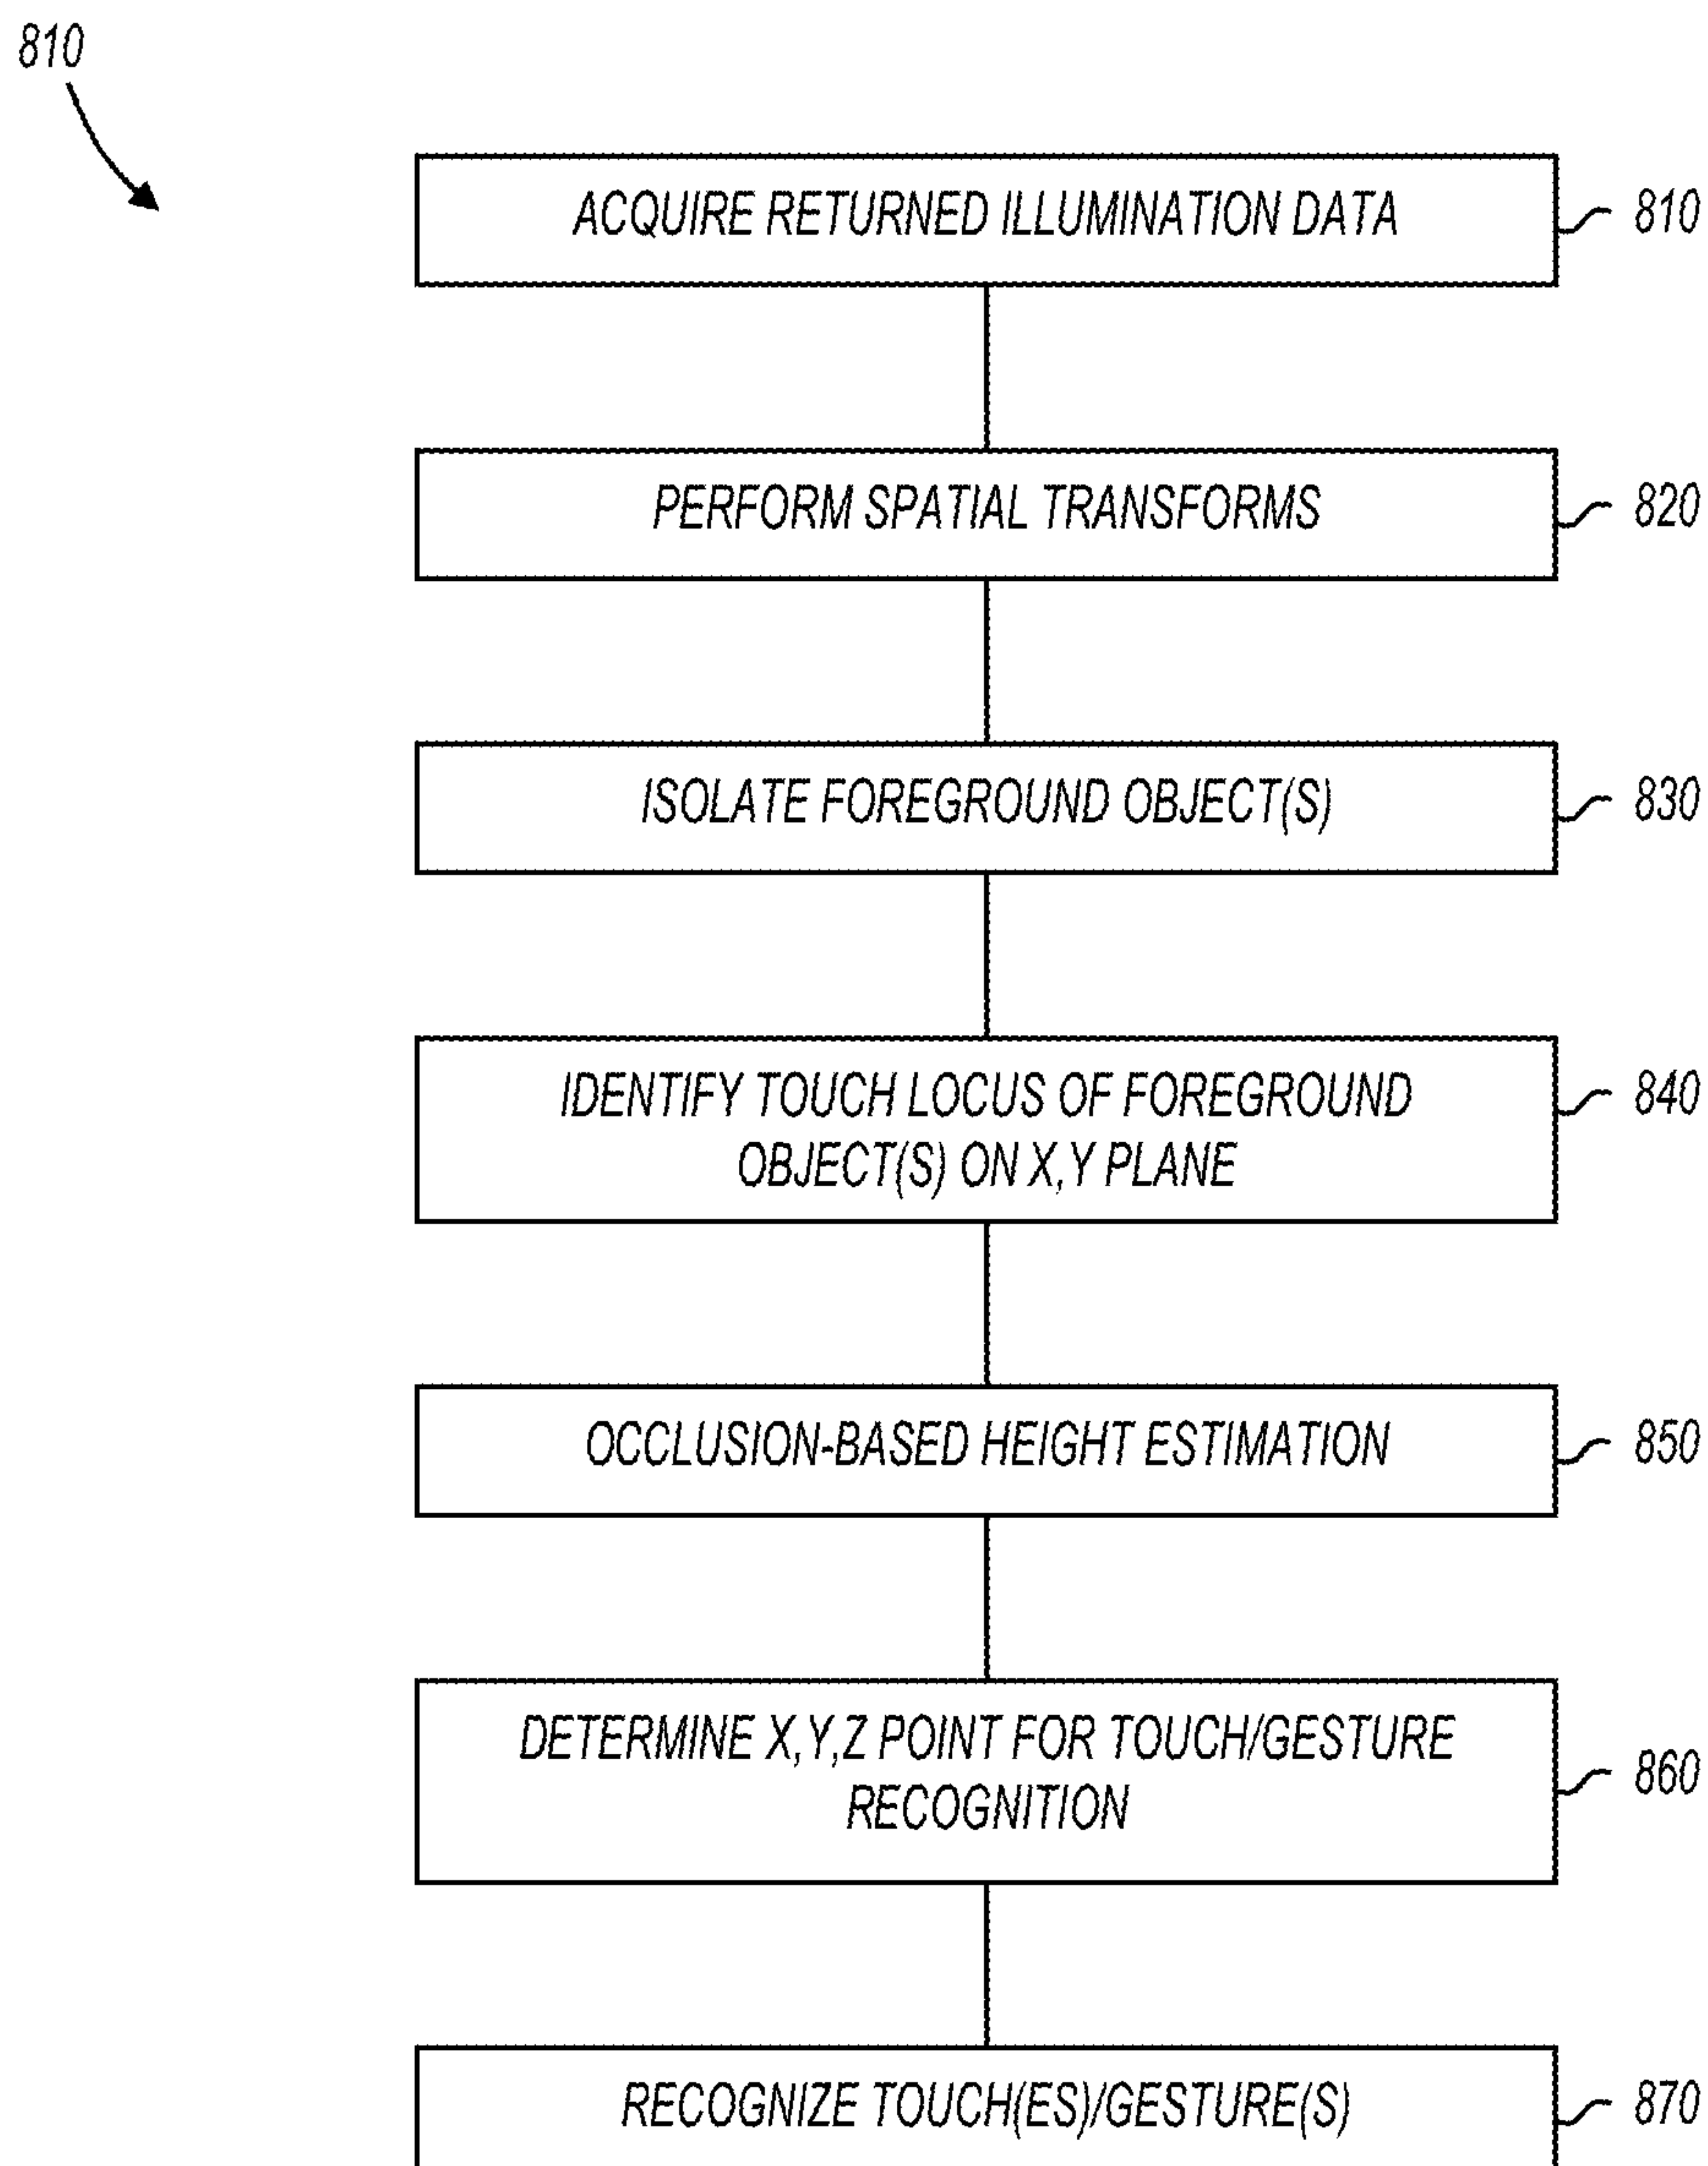 810
ACQUIRE RETURNED ILLUMINATION DATA 810
PERFORM SPATIAL TRANSFORMS 820
ISOLATE FOREGROUND OBJECT(S) 830
IDENTIFY TOUCH LOCUS OF FOREGROUND 840
OBJECT(S) ON X,Y PLANE
OCCLUSION-BASED HEIGHT ESTIMATION 850
DETERMINE X,Y,Z POINT FOR TOUCH/GESTURE 860
RECOGNITION
RECOGNIZE TOUCH(ES)/GESTURE(S) 870